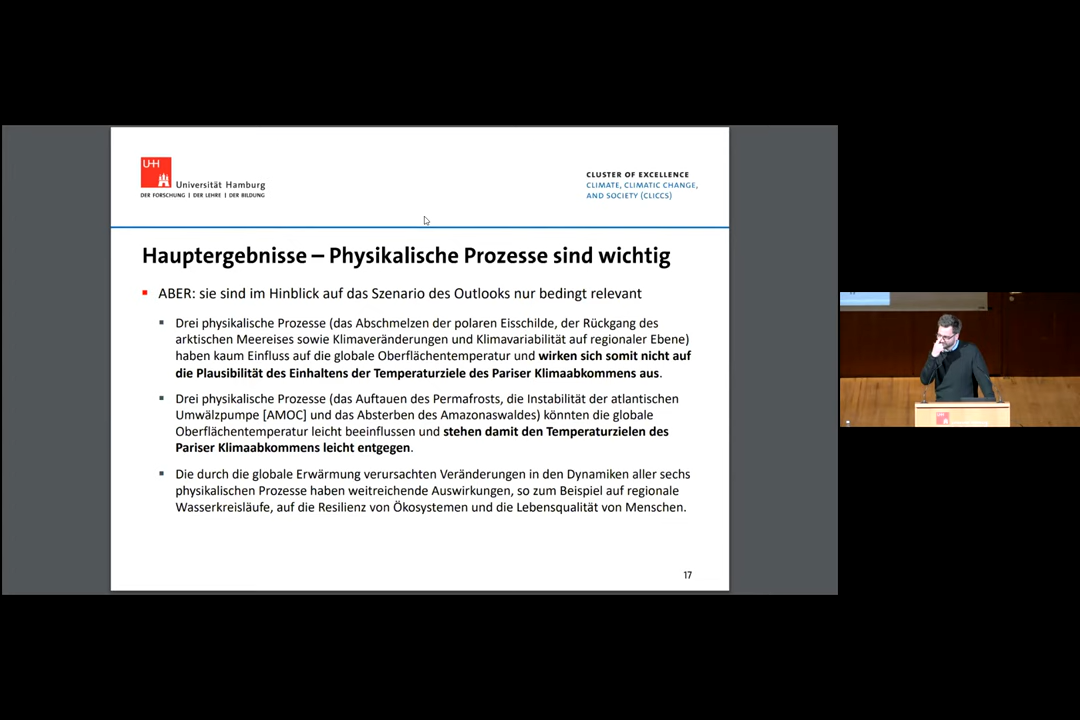 UHH
Universität Hamburg
DER FORSCHUNG | DER LEHRE | DER BILDUNG
CLUSTER OF EXCELLENCE
CLIMATE, CLIMATIC CHANGE,
AND SOCIETY (CLICCS)
Hauptergebnisse – Physikalische Prozesse sind wichtig
ABER: sie sind im Hinblick auf das Szenario des Outlooks nur bedingt relevant
Drei physikalische Prozesse (das Abschmelzen der polaren Eisschilde, der Rückgang des
arktischen Meereises sowie Klimaveränderungen und Klimavariabilität auf regionaler Ebene)
haben kaum Einfluss auf die globale Oberflächentemperatur und wirken sich somit nicht auf
die Plausibilität des Einhaltens der Temperaturziele des Pariser Klimaabkommens aus.
Drei physikalische Prozesse (das Auftauen des Permafrosts, die Instabilität der atlantischen
Umwälzpumpe [AMOC] und das Absterben des Amazonaswaldes) könnten die globale
Oberflächentemperatur leicht beeinflussen und stehen damit den Temperaturzielen des
Pariser Klimaabkommens leicht entgegen.
Die durch die globale Erwärmung verursachten Veränderungen in den Dynamiken aller sechs
physikalischen Prozesse haben weitreichende Auswirkungen, so zum Beispiel auf regionale
Wasserkreisläufe, auf die Resilienz von Ökosystemen und die Lebensqualität von Menschen.
17